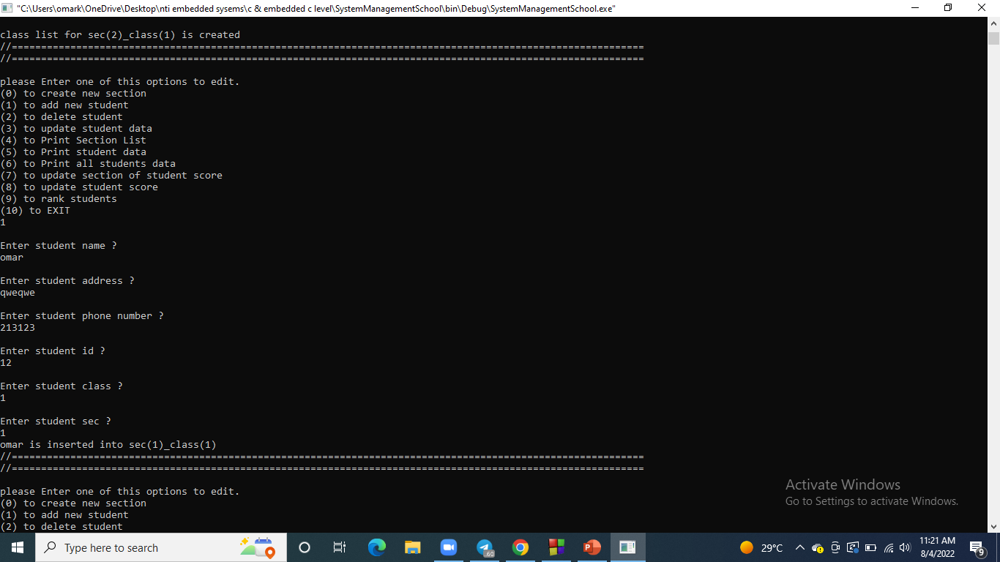 "C:\Users\omark\OneDrive\Desktop\nti embedded sysems\c & embedded c level\SystemManagementSchool\bin\Debug\SystemManagementSchool.exe"
class list for sec(2)_class(1) is created
//============================================================================================================
//============================================================================================================
please Enter one of this options to edit.
(0) to create new section
(1) to add new student
(2) to delete student
(3) to update student data
(4) to Print Section List
(5) to Print student data
(6) to Print all students data
(7) to update section of student score
(8) to update student score
(9) to rank students
(10) to EXIT
1
Enter student name ?
omar
Enter student address ?
qweqwe
Enter student phone number ?
213123
Enter student id ?
12
Enter student class ?
1
Enter student sec ?
1
omar is inserted into sec(1)_class(1)
//============================================================================================================
//============================================================================================================
please Enter one of this options to edit.
(0) to create new section
(1) to add new student
(2) to delete student
Activate Windows
Go to Settings to activate Windows.
Type here to search
.60
P
29°C
11:21 AM
8/4/2022
9